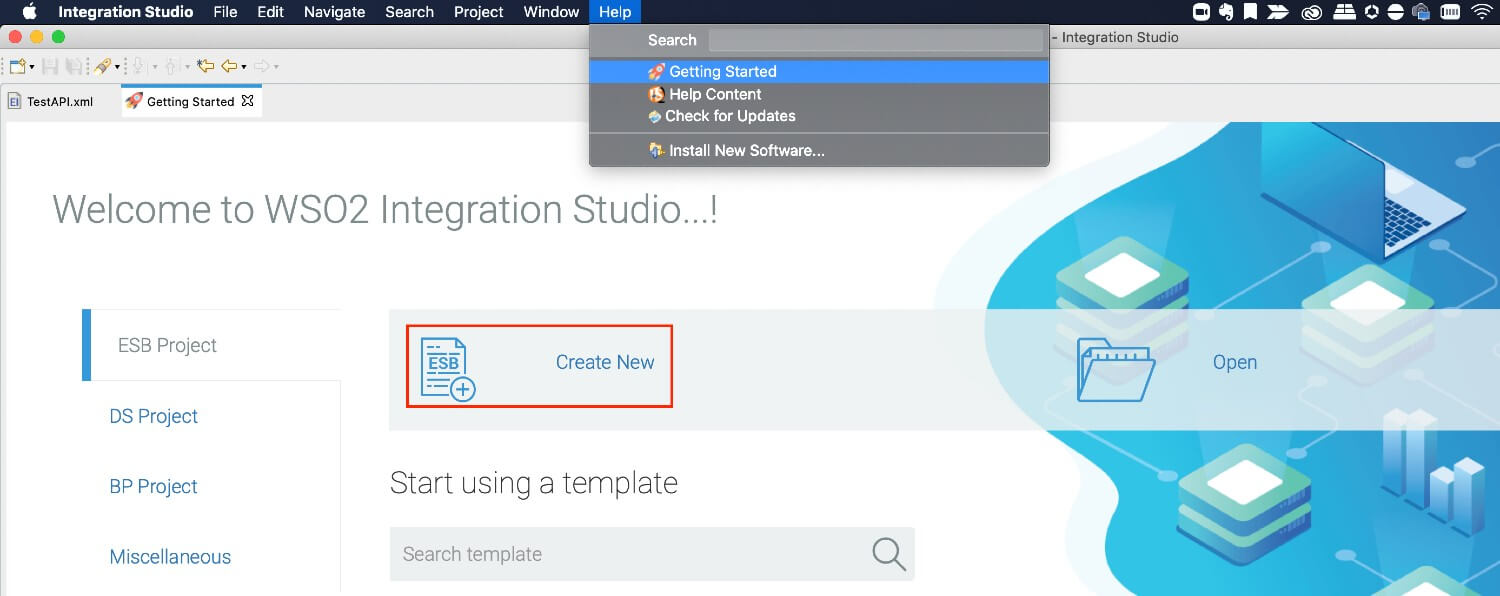 Integration Studio File Edit Navigate Search Project Window Help
Search
- Integration Studio
Getting Started
Help Content
Check for Updates
Install New Software...
EI TestAPI.xml Getting Started
Welcome to WSO2 Integration Studio...!
ESB Project
DS Project
BP Project
Miscellaneous
ESB Create New
Open
Start using a template
Search template